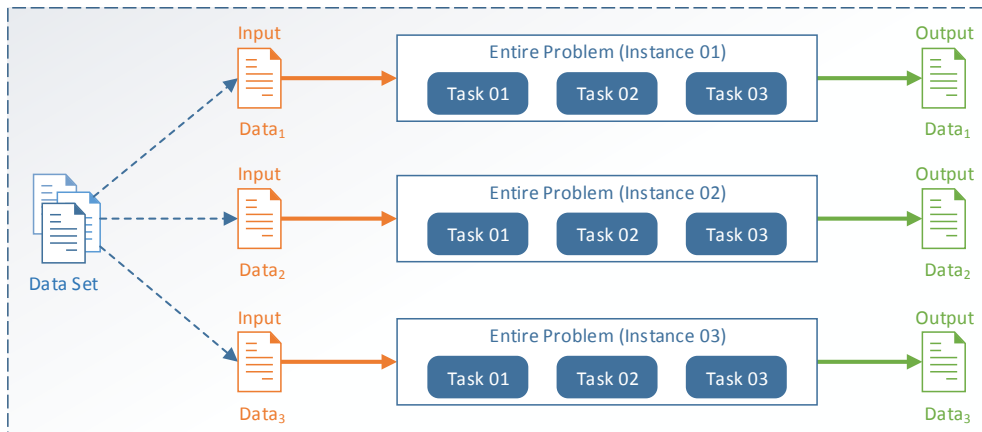 Input
Entire Problem (Instance 01)
Output
Task 01
Task 02
Task 03
Data₁
Data₁
Input
Entire Problem (Instance 02)
Output
Task 01
Task 02
Task 03
Data₂
Data₂
Data Set
Input
Entire Problem (Instance 03)
Output
Task 01
Task 02
Task 03
Data₃
Data₃